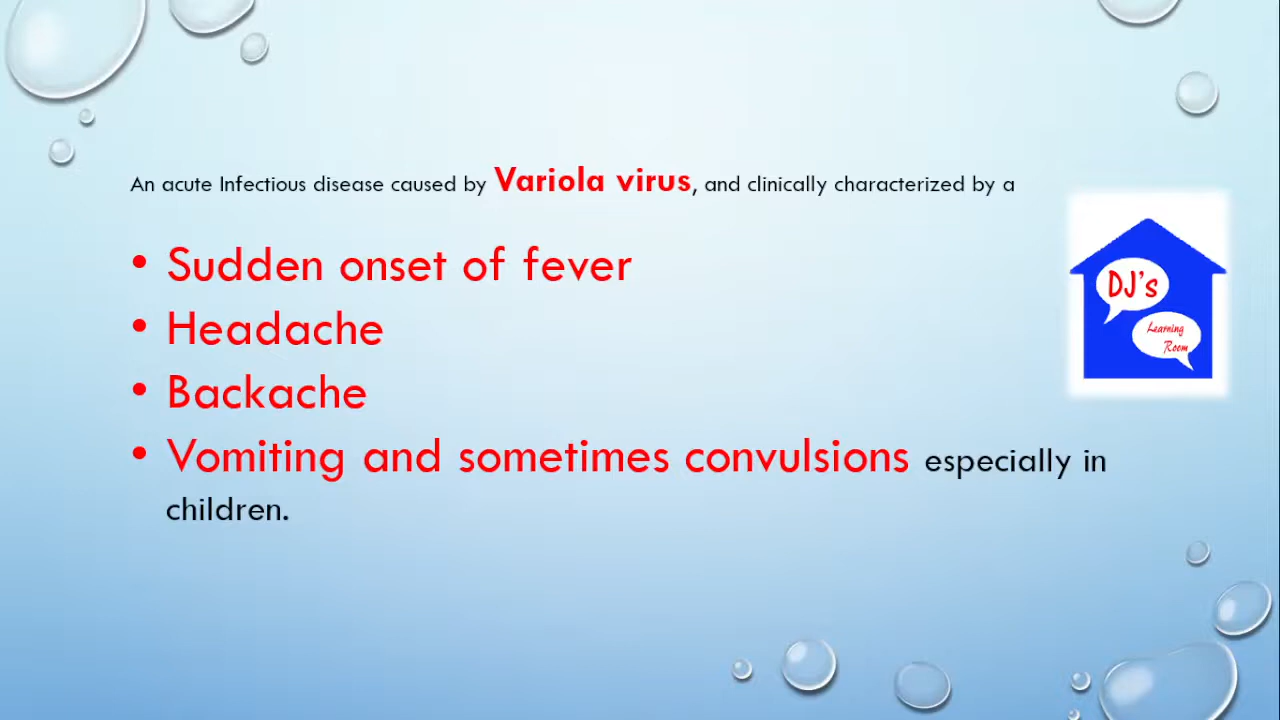 An acute Infectious disease caused by Variola virus, and clinically characterized by a
• Sudden onset of fever
• Headache
• Backache
• Vomiting and sometimes convulsions especially in
children.
DJ's
Learning
Room